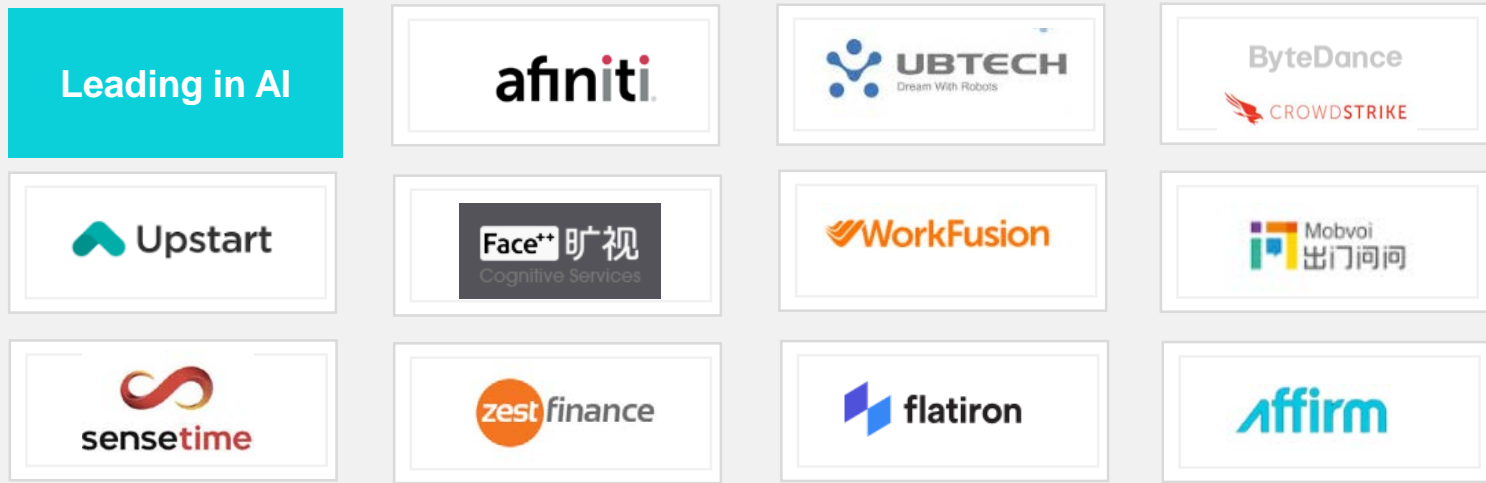 Leading in AI
afiniti
UBTECH
Dream With Robots
ByteDance
CROWDSTRIKE
Upstart
Face++ 旷视
Cognitive Services
WorkFusion
Mobvoi
出门问问
sensetime
zest finance
flatiron
affirm